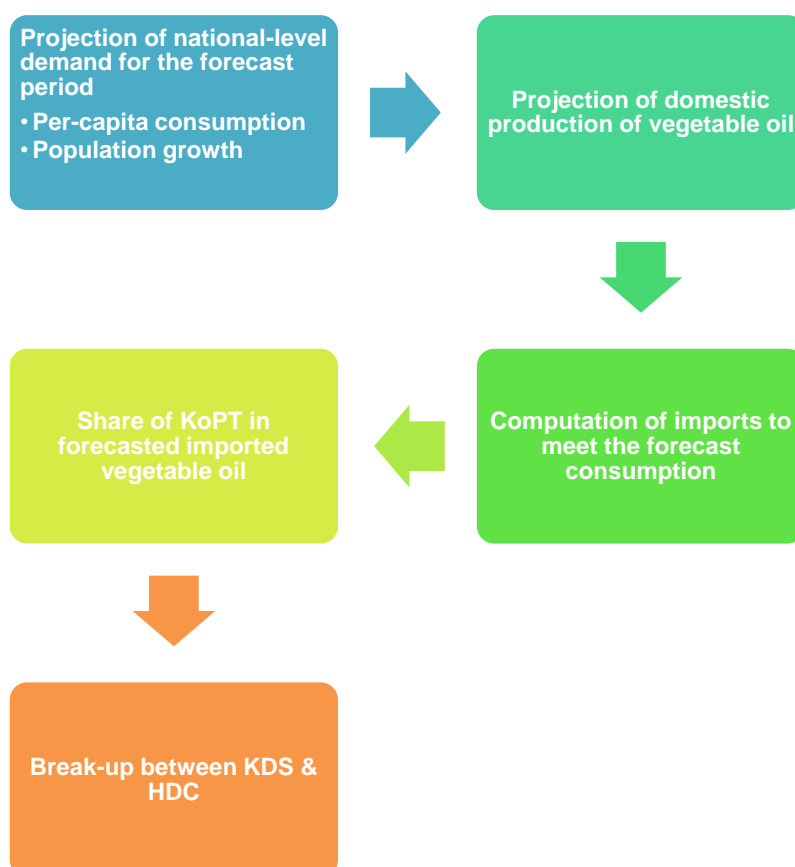 Projection of national-level
demand for the forecast
period
• Per-capita consumption
• Population growth
Projection of domestic
production of vegetable oil
Computation of imports to
meet the forecast
consumption
Share of KoPT in
forecasted imported
vegetable oil
Break-up between KDS &
HDC